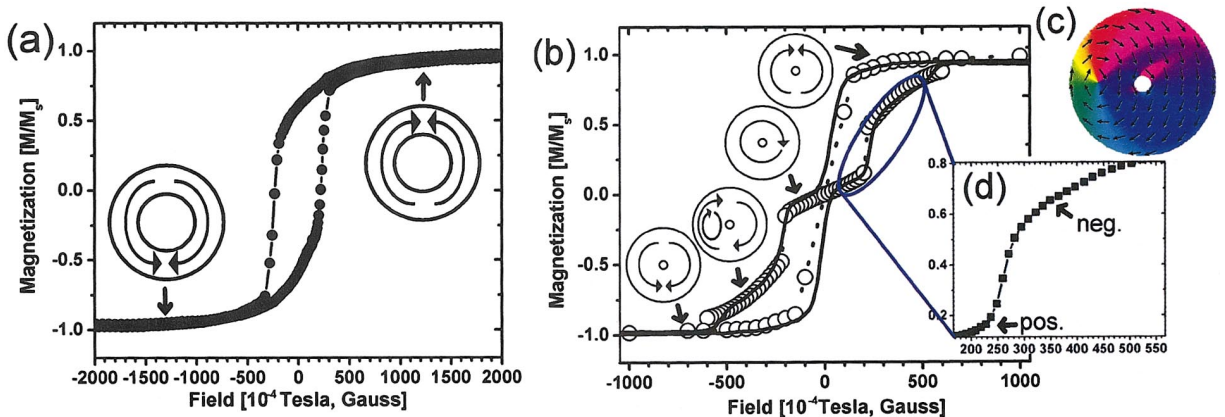 (a)
Magnetization [M/Ms]
1.0
0.5
0.0
-0.5
-1.0
-2000 -1500 -1000 -500 0 500 1000 1500 2000
Field [10-4 Tesla, Gauss]
(b)
Magnetization [M/Ms]
1.0
0.5
0.0
-0.5
-1.0
-1000 -500 0 500 1000
Field [10-4 Tesla, Gauss]
(c)
(d)
0.8
0.6
0.4
0.2
neg.
pos.
200 250 300 350 400 450 500 550